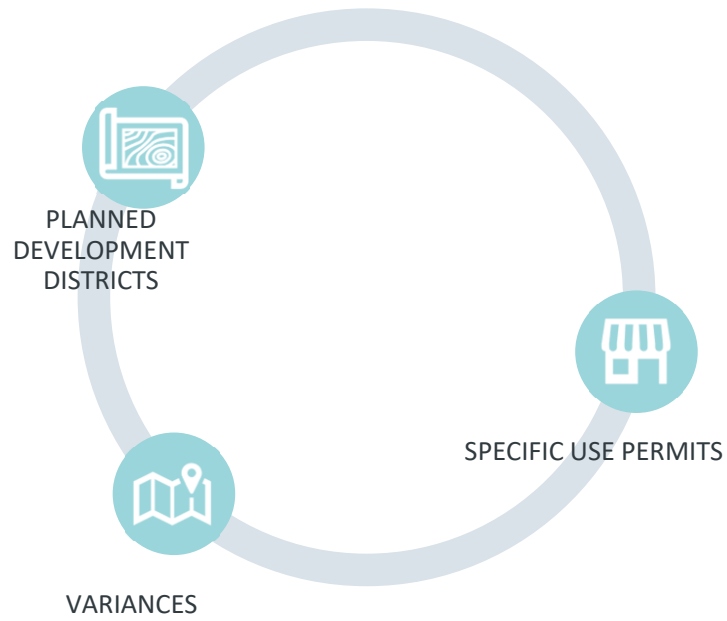 PLANNED
DEVELOPMENT
DISTRICTS
SPECIFIC USE PERMITS
VARIANCES